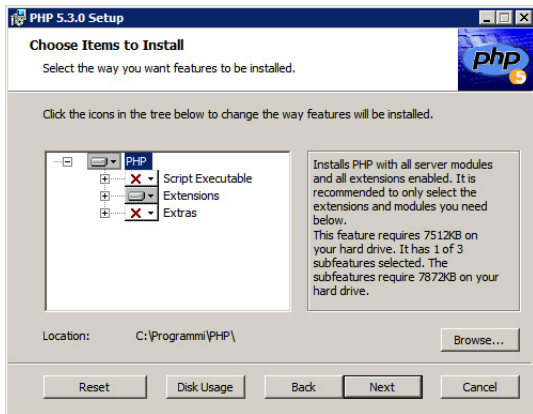 PHP 5.3.0 Setup
Choose Items to Install
Select the way you want features to be installed.
php
5
Click the icons in the tree below to change the way features will be installed.
PHP
Script Executable
Extensions
Extras
Installs PHP with all server modules
and all extensions enabled. It is
recommended to only select the
extensions and modules you need
below.
This feature requires 7512KB on
your hard drive. It has 1 of 3
subfeatures selected. The
subfeatures require 7872KB on your
hard drive.
Location: C:\Programmi\PHP\
Browse...
Reset Disk Usage Back Next Cancel